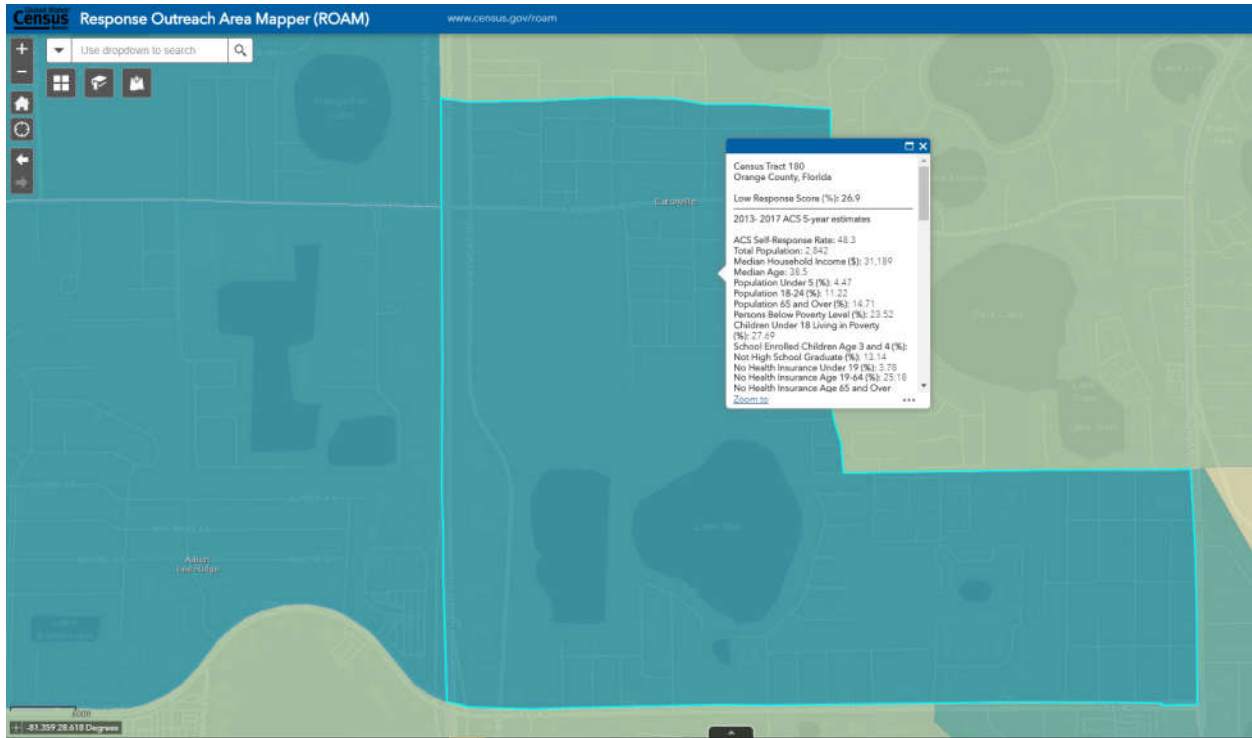 United States®
Census
Response Outreach Area Mapper (ROAM)
www.census.gov/roam
Use dropdown to search
Census Tract 180
Orange County, Florida
Low Response Score (%): 26.9
2013- 2017 ACS 5-year estimates
ACS Self-Response Rate: 48.3
Total Population: 2,842
Median Household Income ($): 31,189
Median Age: 38.5
Population Under 5 (%): 4.47
Population 18-24 (%): 11.22
Population 65 and Over (%): 14.71
Persons Below Poverty Level (%): 23.52
Children Under 18 Living in Poverty
(%): 27.69
School Enrolled Children Age 3 and 4 (%):
Not High School Graduate (%): 13.14
No Health Insurance Under 19 (%): 3.78
No Health Insurance Age 19-64 (%): 25.18
No Health Insurance Age 65 and Over
Zoom to
Eatonville
Park Lake
600ft
-81.359 28.618 Degrees